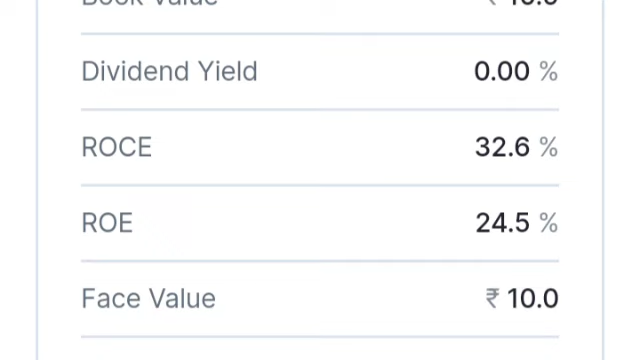 Dividend Yield 0.00 %
ROCE 32.6 %
ROE 24.5 %
Face Value ₹ 10.0